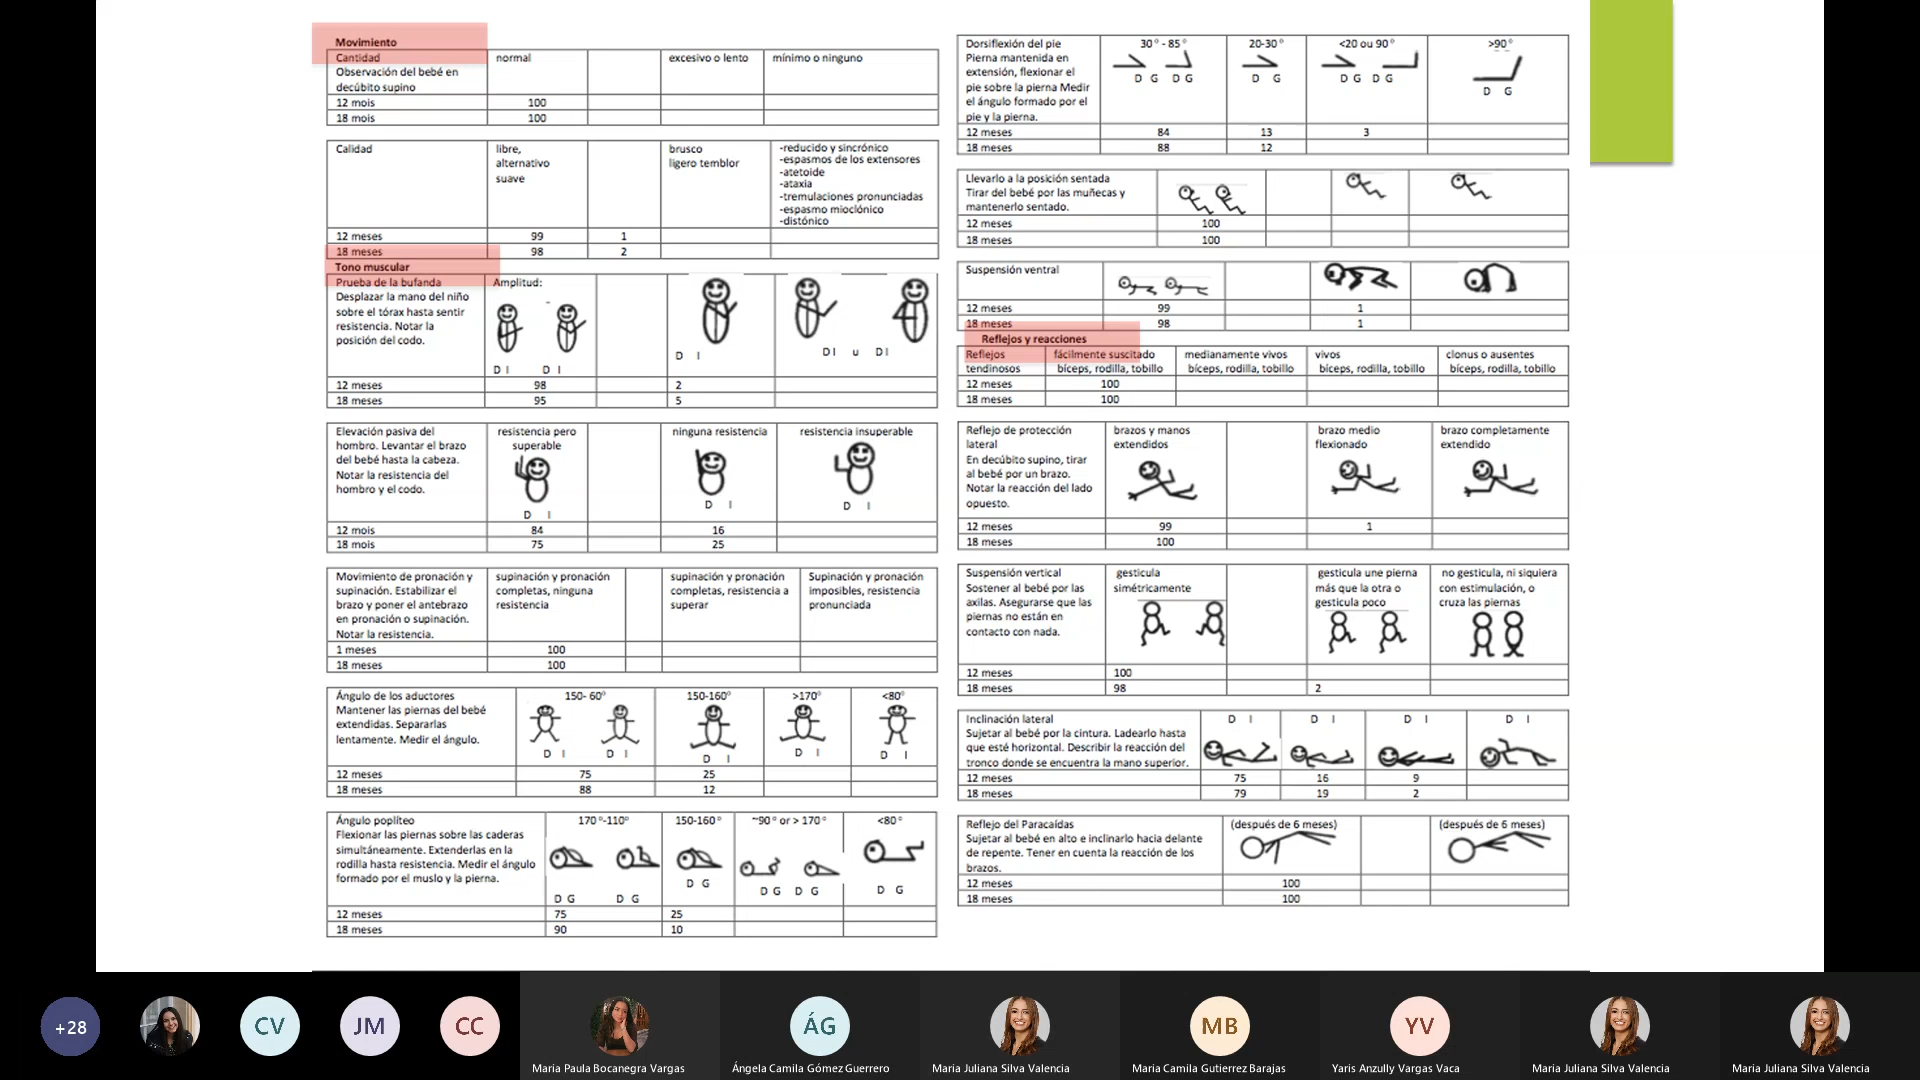 Movimiento
Cantidad normal excesivo o lento mínimo o ninguno
Observación del bebé en
decúbito supino
12 mois 100
18 mois 100
Calidad libre, brusco -reducido y sincrónico
alternativo ligero temblor -espasmos de los extensores
suave -atetoide
-ataxia
-tremulaciones pronunciadas
-espasmo mioclónico
-distónico
12 meses 99 1
18 meses 98 2
Tono muscular
Prueba de la bufanda Amplitud:
Desplazar la mano del niño
sobre el tórax hasta sentir
resistencia. Notar la
posición del codo.
D I D I D I D I u D I
12 meses 98 2
18 meses 95 5
Elevación pasiva del resistencia pero ninguna resistencia resistencia insuperable
hombro. Levantar el brazo superable
del bebé hasta la cabeza.
Notar la resistencia del
hombro y el codo.
D I D I D I
12 mois 84 16
18 mois 75 25
Movimiento de pronación y supinación y pronación supinación y pronación Supinación y pronación
supinación. Estabilizar el completas, ninguna completas, resistencia a imposibles, resistencia
brazo y poner el antebrazo resistencia superar pronunciada
en pronación o supinación.
Notar la resistencia.
1 meses 100
18 meses 100
Ángulo de los aductores 150- 60° 150-160° >170° <80°
Mantener las piernas del bebé
extendidas. Separarlas
lentamente. Medir el ángulo.
D I D I D I D I D I
12 meses 75 25
18 meses 88 12
Ángulo poplíteo 170°-110° 150-160° ~90° or > 170° <80°
Flexionar las piernas sobre las caderas
simultáneamente. Extenderlas en la
rodilla hasta resistencia. Medir el ángulo
formado por el muslo y la pierna.
D G D G D G D G D G D G
12 meses 75 25
18 meses 90 10
Dorsiflexión del pie 30° - 85° 20-30° <20 ou 90° >90°
Pierna mantenida en
extensión, flexionar el
pie sobre la pierna Medir
el ángulo formado por el
pie y la pierna.
D G D G D G D G D G D G
12 meses 84 13 3
18 meses 88 12
Llevarlo a la posición sentada
Tirar del bebé por las muñecas y
mantenerlo sentado.
12 meses 100
18 meses 100
Suspensión ventral
12 meses 99 1
18 meses 98 1
Reflejos y reacciones
Reflejos fácilmente suscitado medianamente vivos vivos clonus o ausentes
tendinosos bíceps, rodilla, tobillo bíceps, rodilla, tobillo bíceps, rodilla, tobillo bíceps, rodilla, tobillo
12 meses 100
18 meses 100
Reflejo de protección brazos y manos brazo medio brazo completamente
lateral extendidos flexionado extendido
En decúbito supino, tirar
al bebé por un brazo.
Notar la reacción del lado
opuesto.
12 meses 99 1
18 meses 100
Suspensión vertical gesticula gesticula une pierna no gesticula, ni siquiera
Sostener al bebé por las simétricamente más que la otra o con estimulación, o
axilas. Asegurarse que las gesticula poco cruza las piernas
piernas no están en
contacto con nada.
12 meses 100
18 meses 98 2
Inclinación lateral D I D I D I D I
Sujetar al bebé por la cintura. Ladearlo hasta
que esté horizontal. Describir la reacción del
tronco donde se encuentra la mano superior.
12 meses 75 16 9
18 meses 79 19 2
Reflejo del Paracaídas (después de 6 meses) (después de 6 meses)
Sujetar al bebé en alto e inclinarlo hacia delante
de repente. Tener en cuenta la reacción de los
brazos.
12 meses 100
18 meses 100
+28 CV JM CC ÁG MB YV
Maria Paula Bocanegra Vargas Ángela Camila Gómez Guerrero Maria Juliana Silva Valencia Maria Camila Gutierrez Barajas Yaris Anzully Vargas Vaca Maria Juliana Silva Valencia Maria Juliana Silva Valencia